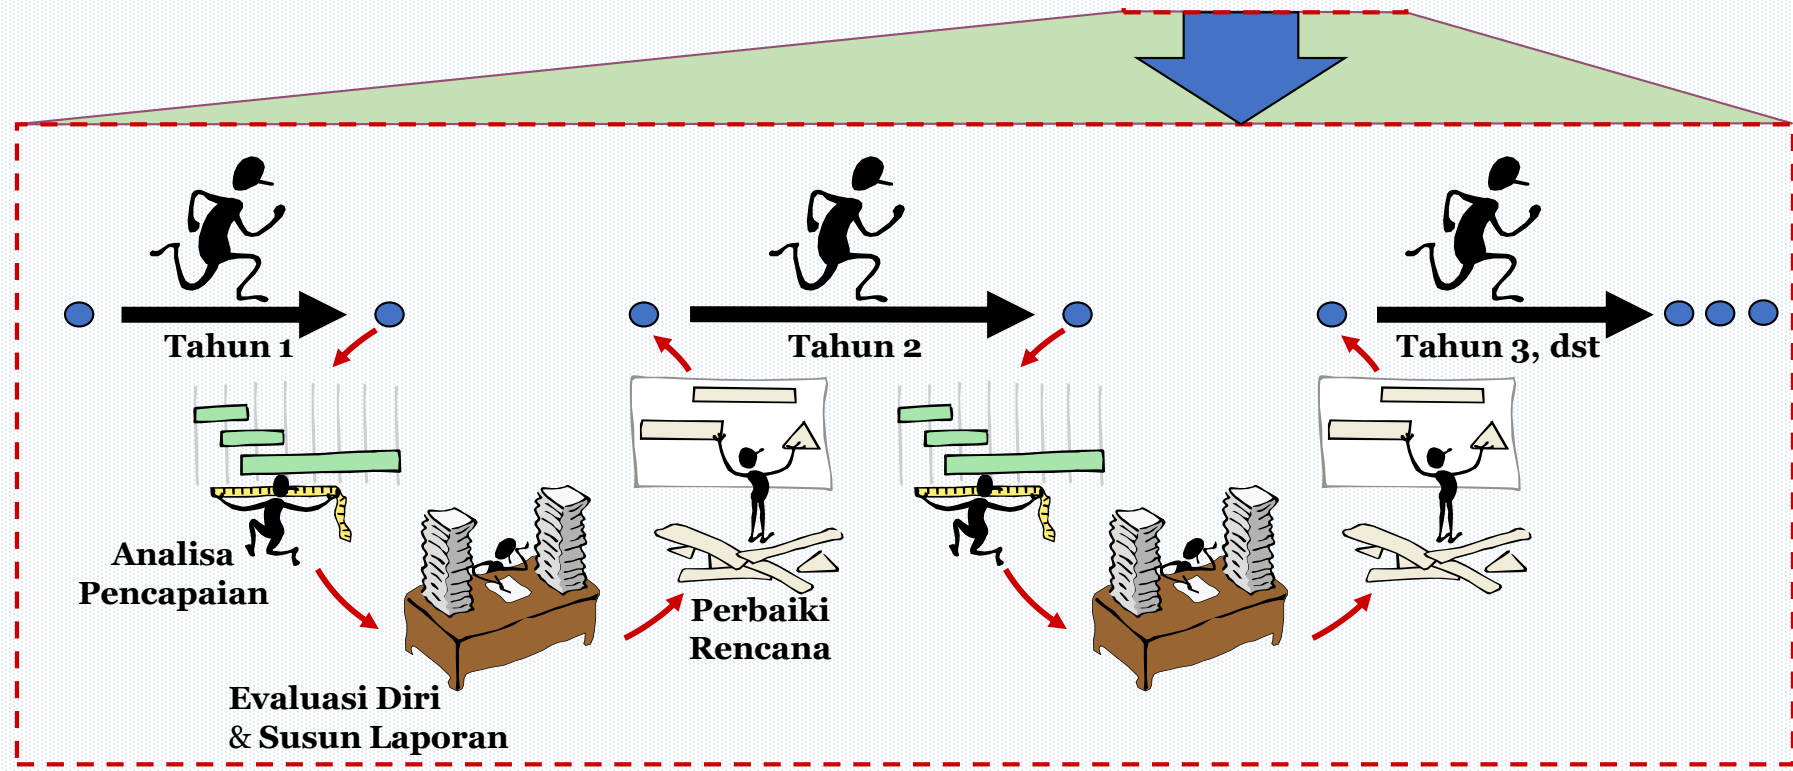 Tahun 1
Tahun 2
Tahun 3, dst
Analisa
Pencapaian
Perbaiki
Rencana
Evaluasi Diri
& Susun Laporan